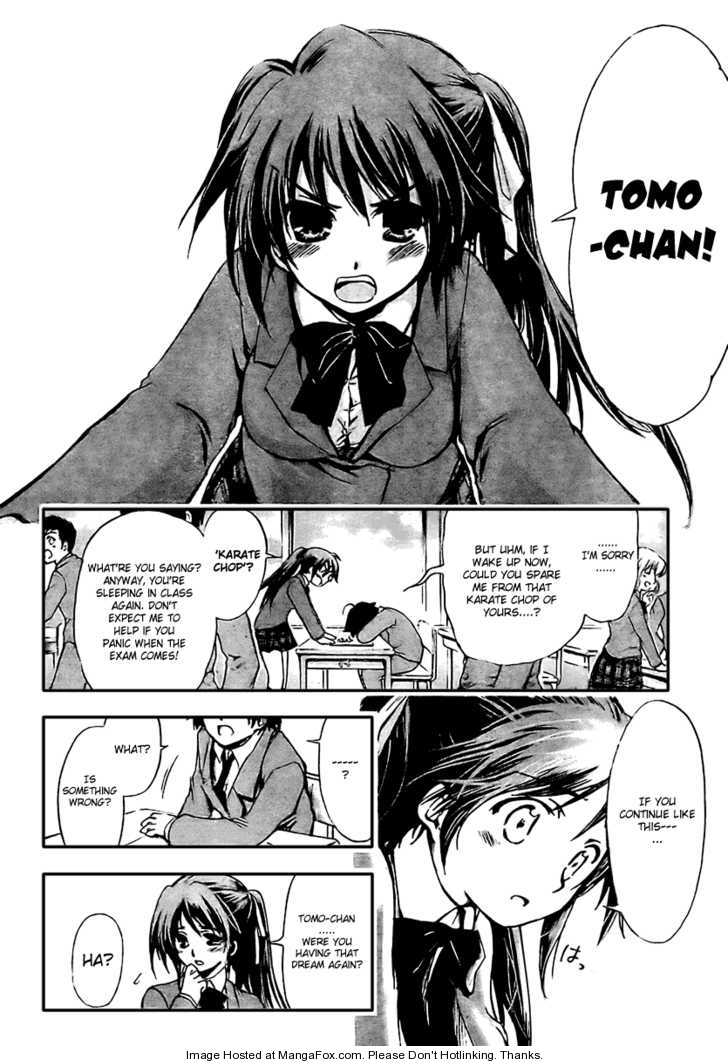 TOMO
-CHAN!
......
I'M SORRY
......
BUT UHM, IF I
WAKE UP NOW,
COULD YOU SPARE
ME FROM THAT
KARATE CHOP OF
YOURS....?
'KARATE
CHOP'?
WHAT'RE YOU SAYING?
ANYWAY, YOU'RE
SLEEPING IN CLASS
AGAIN. DON'T
EXPECT ME TO
HELP IF YOU
PANIC WHEN THE
EXAM COMES!
IF YOU
CONTINUE LIKE
THIS---
...
はっ
-----
?
WHAT?
IS
SOMETHING
WRONG?
TOMO-CHAN
.....
WERE YOU
HAVING THAT
DREAM AGAIN?
HA?
Image Hosted at MangaFox.com. Please Don't Hotlinking. Thanks.